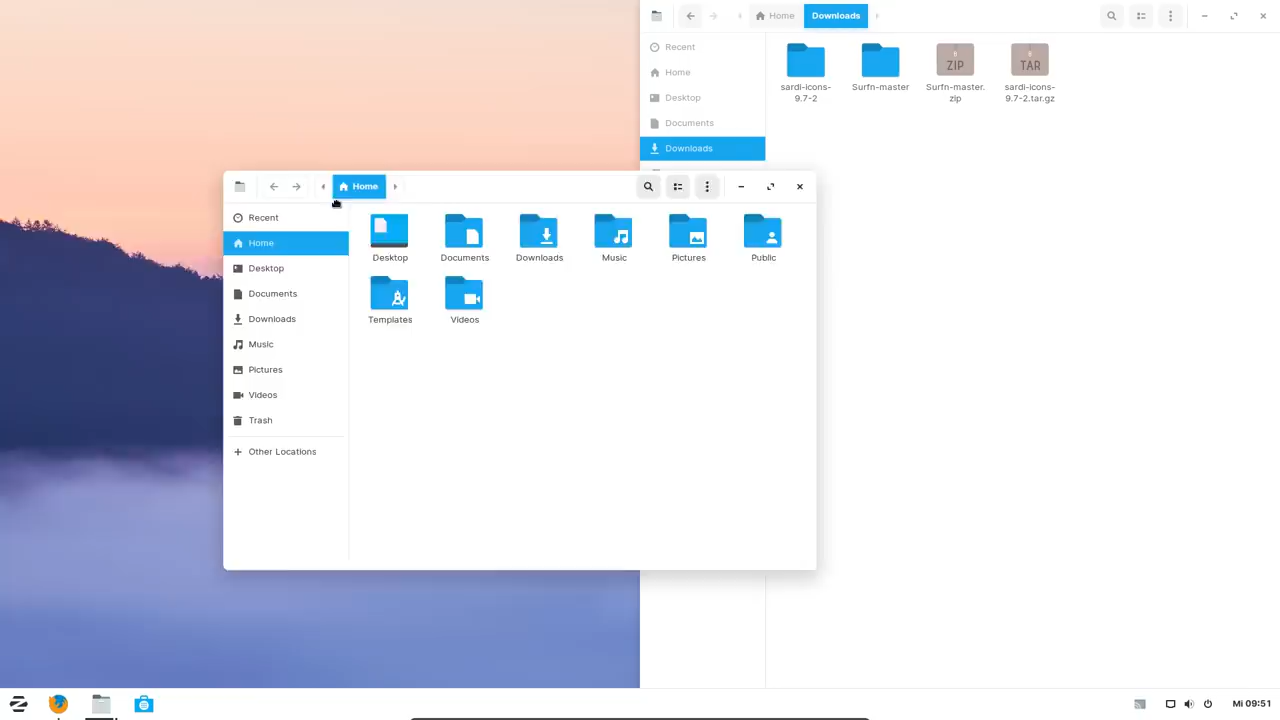 Home
Downloads
Recent
Home
Desktop
Documents
Downloads
sardi-icons-
9.7-2
Surfn-master
Surfn-master.
zip
sardi-icons-
9.7-2.tar.gz
ZIP
TAR
Home
Recent
Home
Desktop
Documents
Downloads
Music
Pictures
Videos
Trash
Other Locations
Desktop
Documents
Downloads
Music
Pictures
Public
Templates
Videos
Mi 09:51